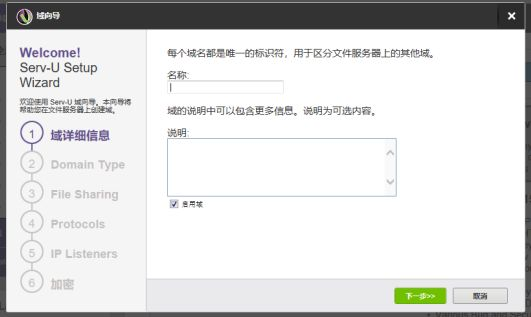 域向导
Welcome!
Serv-U Setup
Wizard
欢迎使用 Serv-U 域向导。本向导将
帮助您在文件服务器上创建域。
1 域详细信息
2 Domain Type
3 File Sharing
4 Protocols
5 IP Listeners
6 加密
每个域名都是唯一的标识符，用于区分文件服务器上的其他域。
名称:
域的说明中可以包含更多信息。说明为可选内容。
说明:
启用域
下一步>>
取消